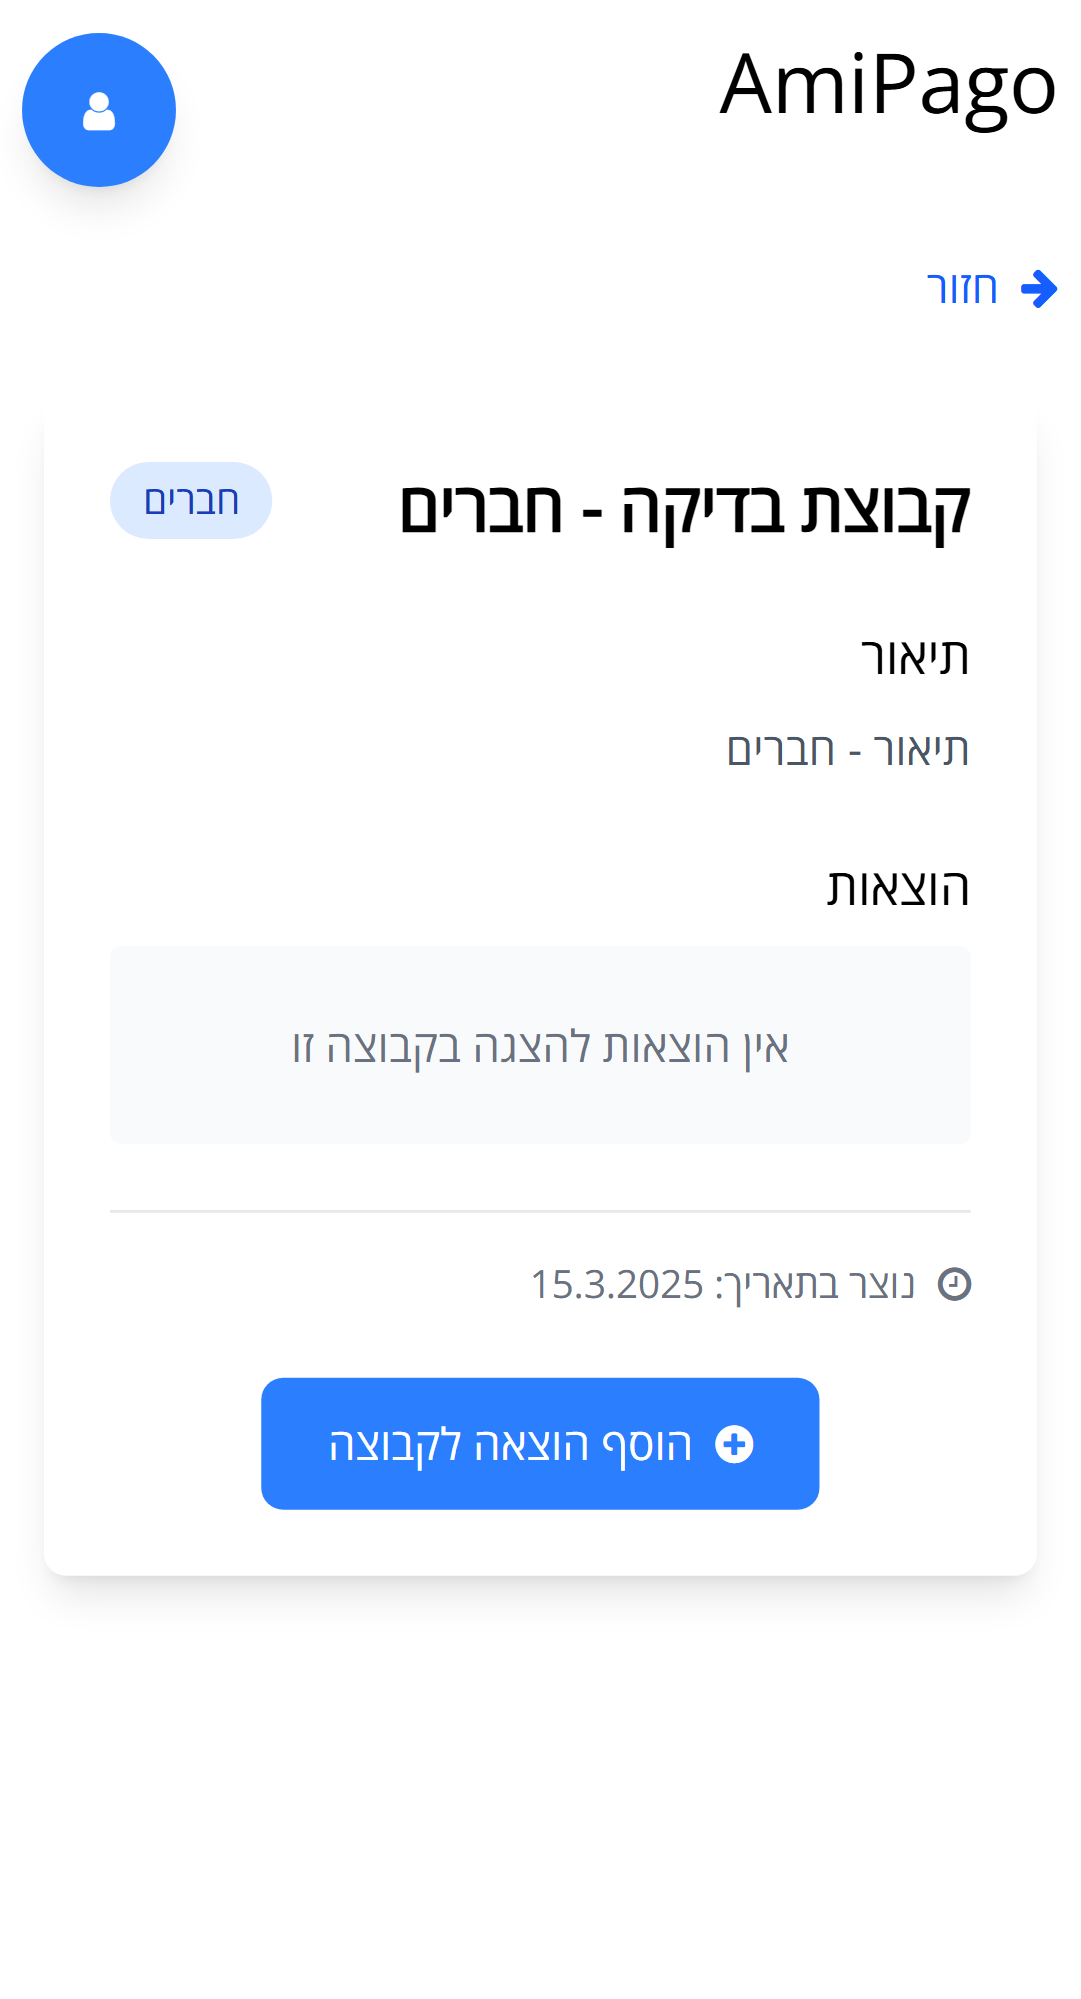 AmiPago
חזור
קבוצת בדיקה - חברים
חברים
תיאור
תיאור - חברים
הוצאות
אין הוצאות להצגה בקבוצה זו
נוצר בתאריך: 15.3.2025
הוסף הוצאה לקבוצה